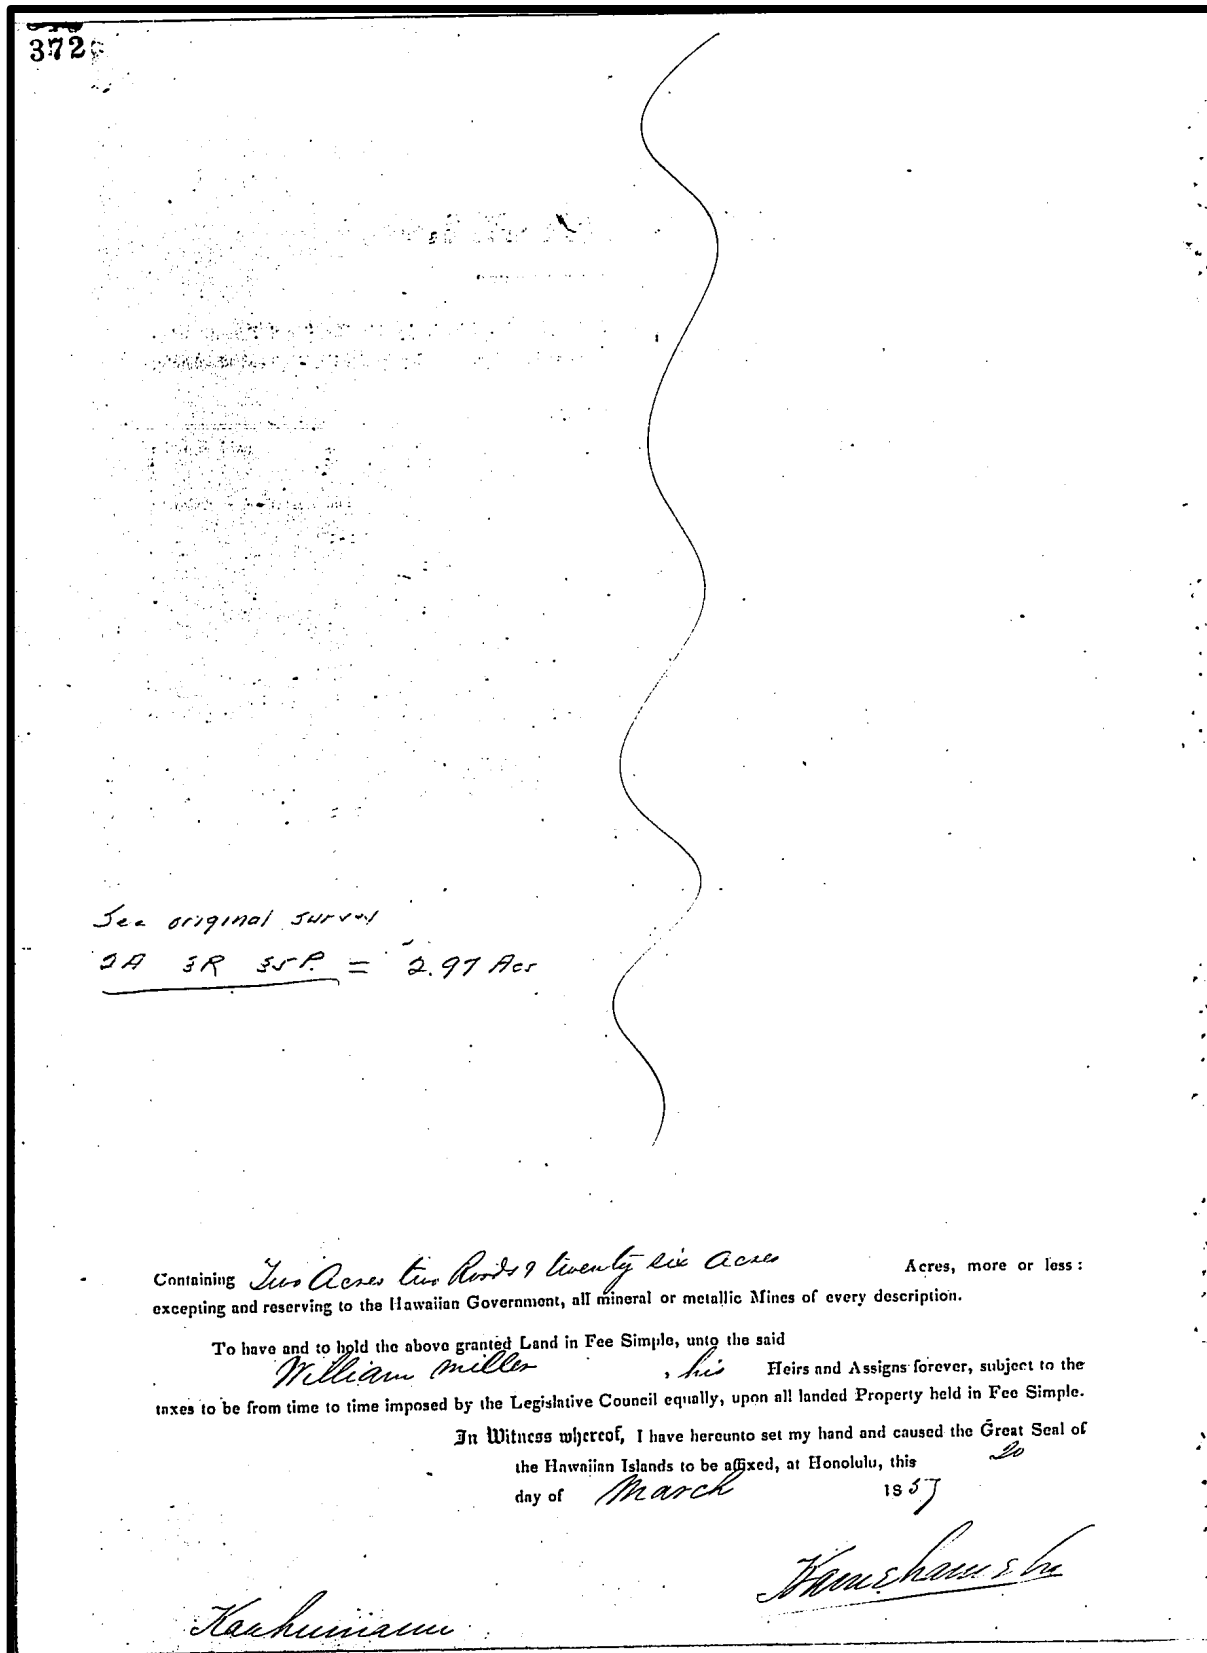 372
See original survey
2A 3R 35P. = 2.97 Acs
Containing Two Acres two Roods & twenty six Acres Acres, more or less:
excepting and reserving to the Hawaiian Government, all mineral or metallic Mines of every description.
To have and to hold the above granted Land in Fee Simple, unto the said
William Miller , his Heirs and Assigns forever, subject to the
taxes to be from time to time imposed by the Legislative Council equally, upon all landed Property held in Fee Simple.
In Witness whereof, I have hereunto set my hand and caused the Great Seal of
the Hawaiian Islands to be affixed, at Honolulu, this 20
day of March 1857
Kamehameha
Kaahumanu